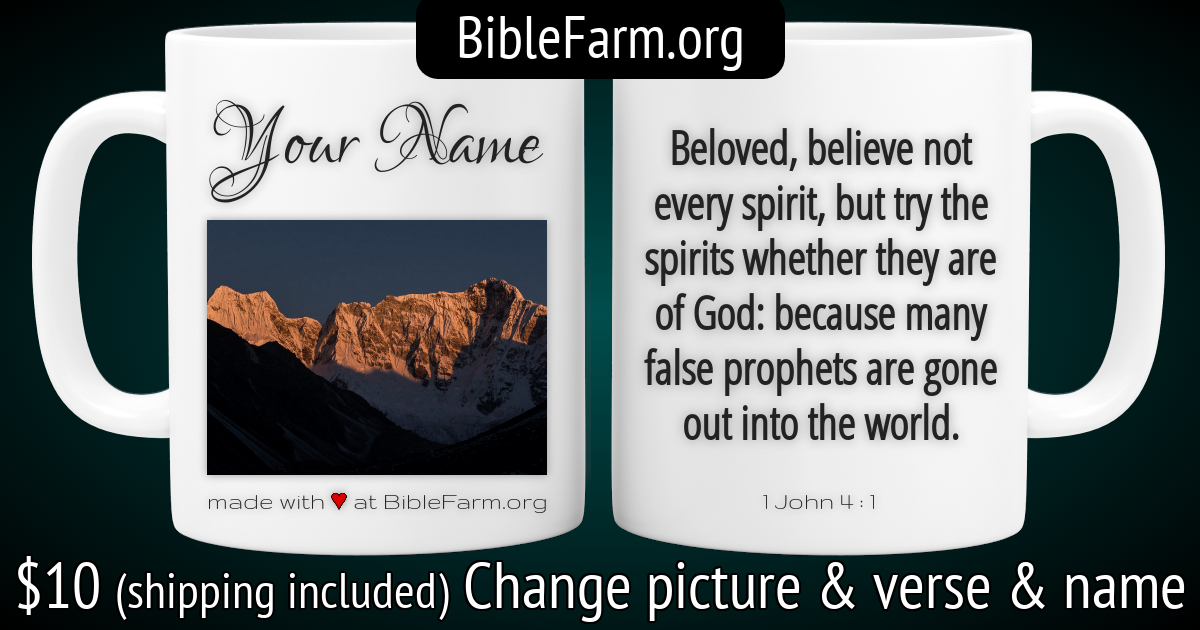 BibleFarm.org
Your Name
made with ♥ at BibleFarm.org
Beloved, believe not
every spirit, but try the
spirits whether they are
of God: because many
false prophets are gone
out into the world.
1 John 4 : 1
$10 (shipping included) Change picture & verse & name